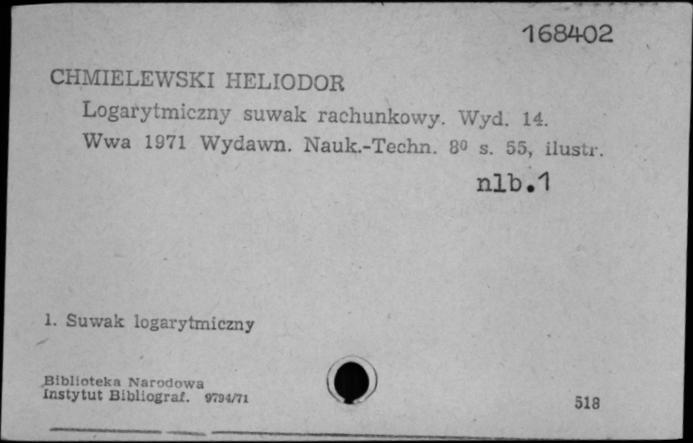 168402
CHMIELEWSKI HELIODOR
Logarytmiczny suwak rachunkowy. Wyd. 14.
Wwa 1971 Wydawn. Nauk.-Techn. 8⁰ s. 55, ilustr.
nlb.1
1. Suwak logarytmiczny
Biblioteka Narodowa
Instytut Bibliograf. 9794/71
518